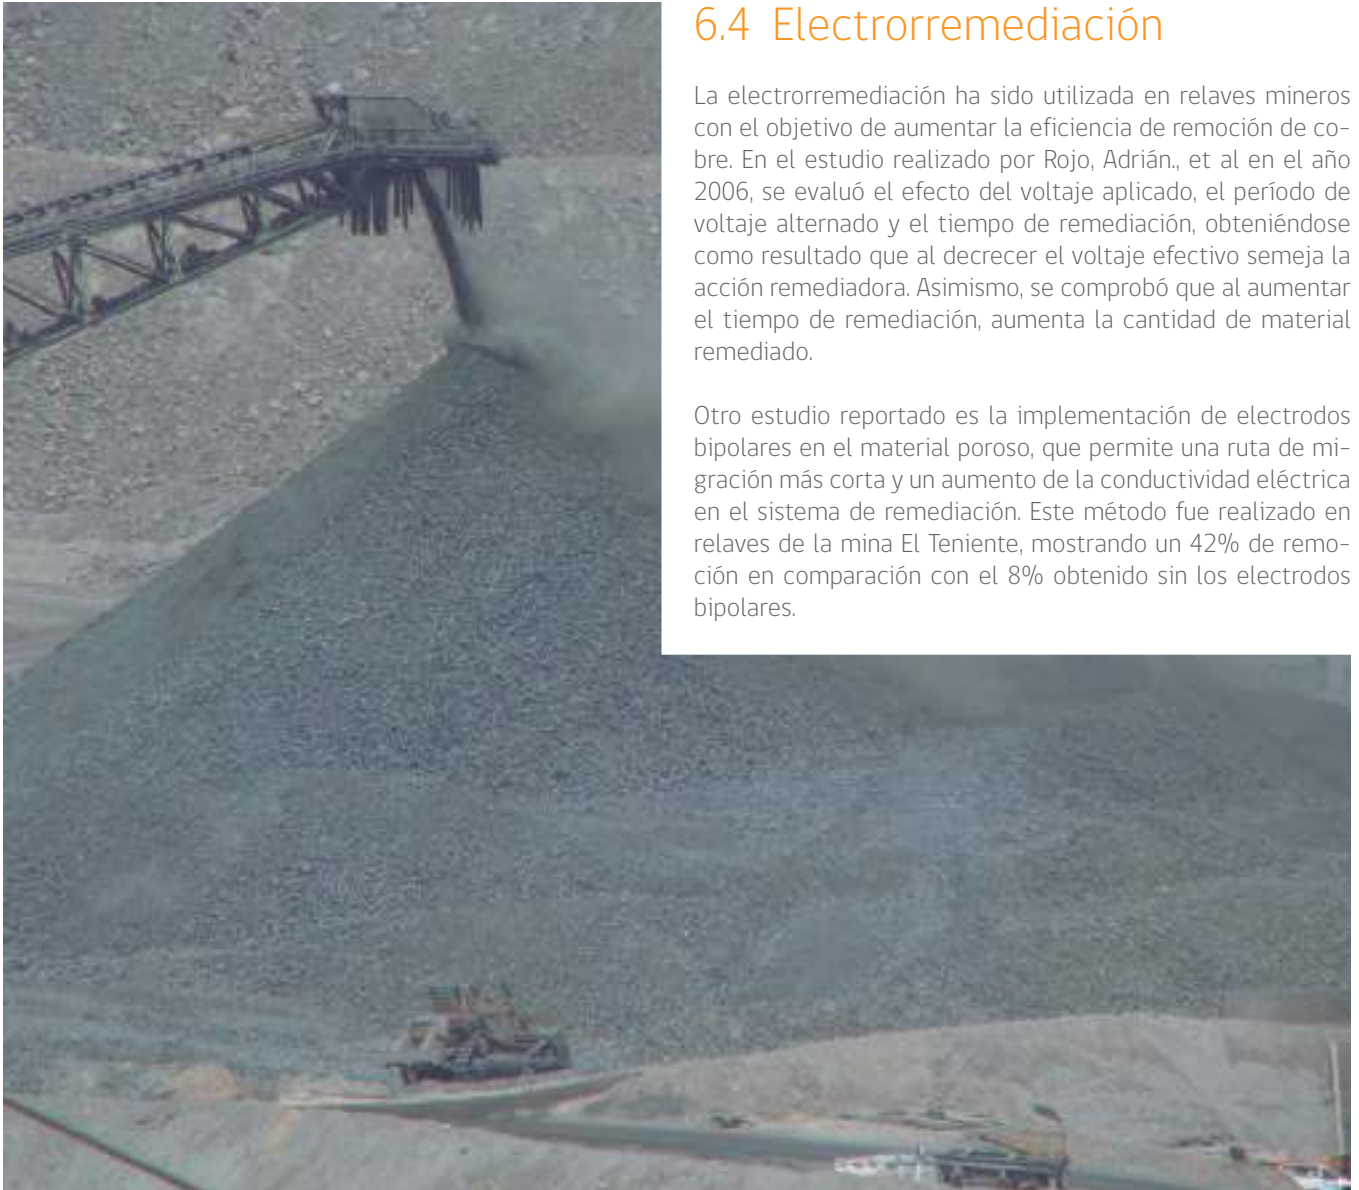 6.4 Electrorremediación
La electrorremediación ha sido utilizada en relaves mineros
con el objetivo de aumentar la eficiencia de remoción de co-
bre. En el estudio realizado por Rojo, Adrián., et al en el año
2006, se evaluó el efecto del voltaje aplicado, el período de
voltaje alternado y el tiempo de remediación, obteniéndose
como resultado que al decrecer el voltaje efectivo semeja la
acción remediadora. Asimismo, se comprobó que al aumentar
el tiempo de remediación, aumenta la cantidad de material
remediado.
Otro estudio reportado es la implementación de electrodos
bipolares en el material poroso, que permite una ruta de mi-
gración más corta y un aumento de la conductividad eléctrica
en el sistema de remediación. Este método fue realizado en
relaves de la mina El Teniente, mostrando un 42% de remo-
ción en comparación con el 8% obtenido sin los electrodos
bipolares.